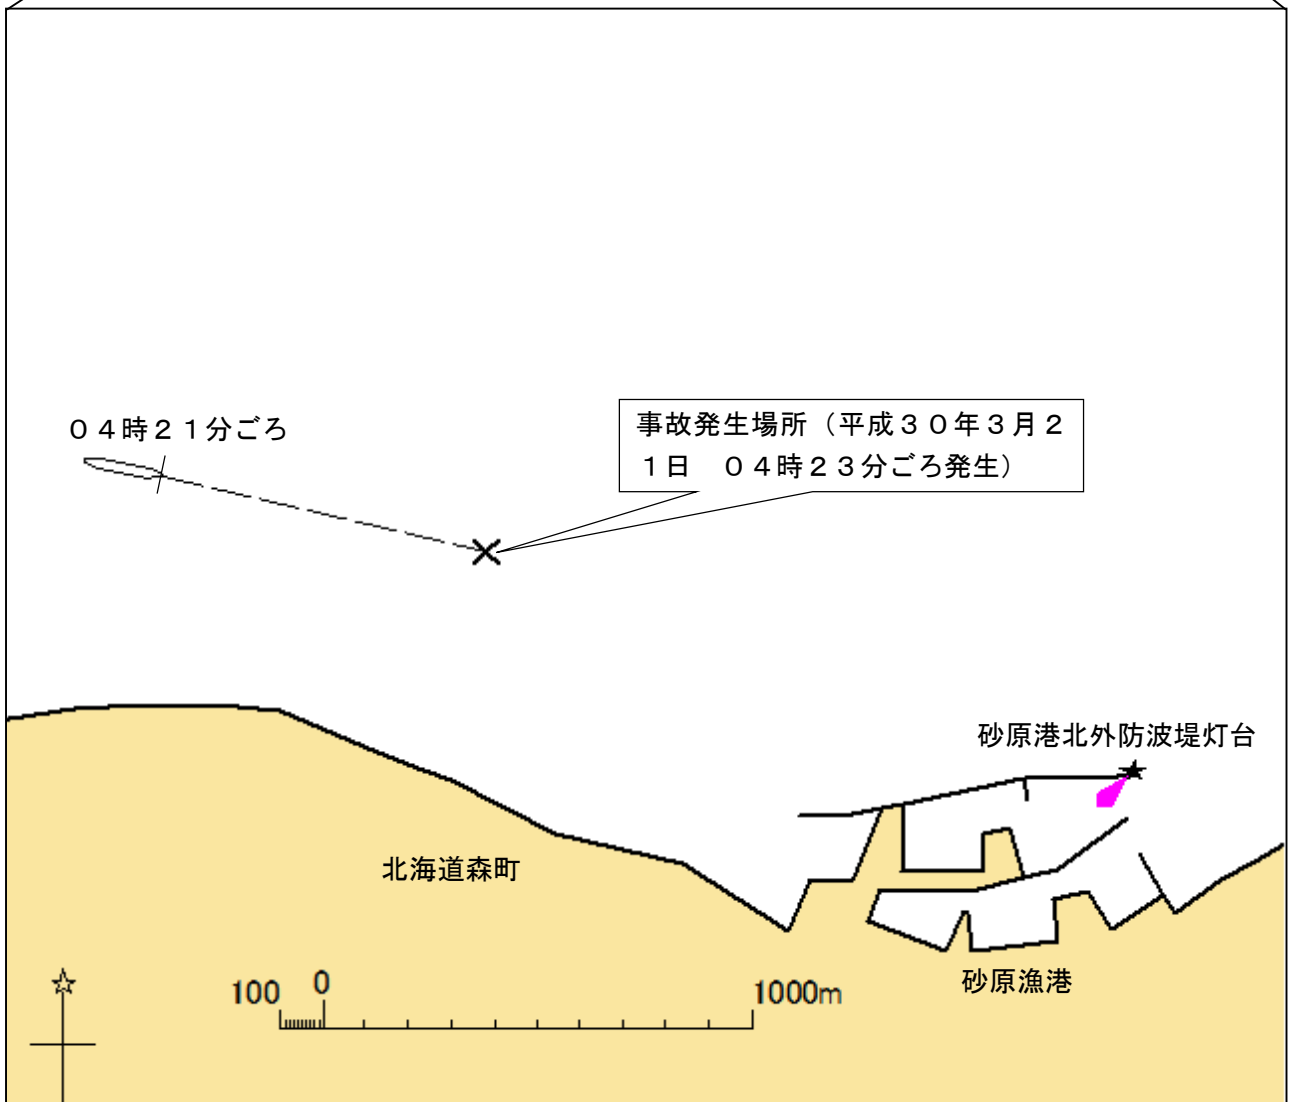 ０４時２１分ごろ
事故発生場所（平成３０年３月２
１日　０４時２３分ごろ発生）
砂原港北外防波堤灯台
北海道森町
砂原漁港
100 0 1000m